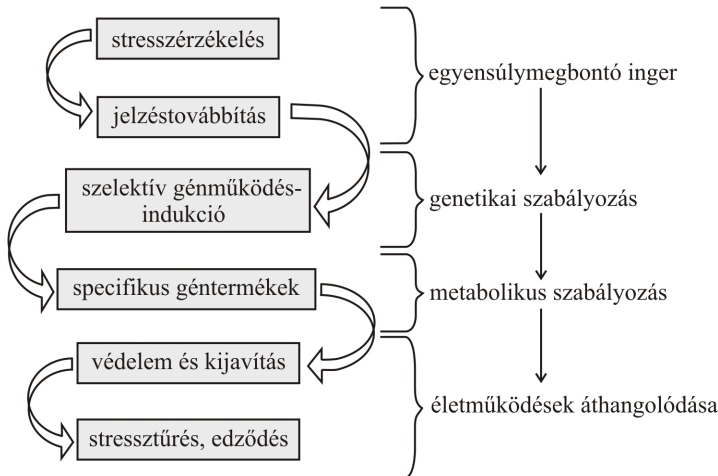 stresszérzékelés
jelzéstovábbítás
egyensúlymegbontó inger
szelektív génműködés-
indukció
genetikai szabályozás
specifikus géntermékek
metabolikus szabályozás
védelem és kijavítás
stressztűrés, edződés
életműködések áthangolódása